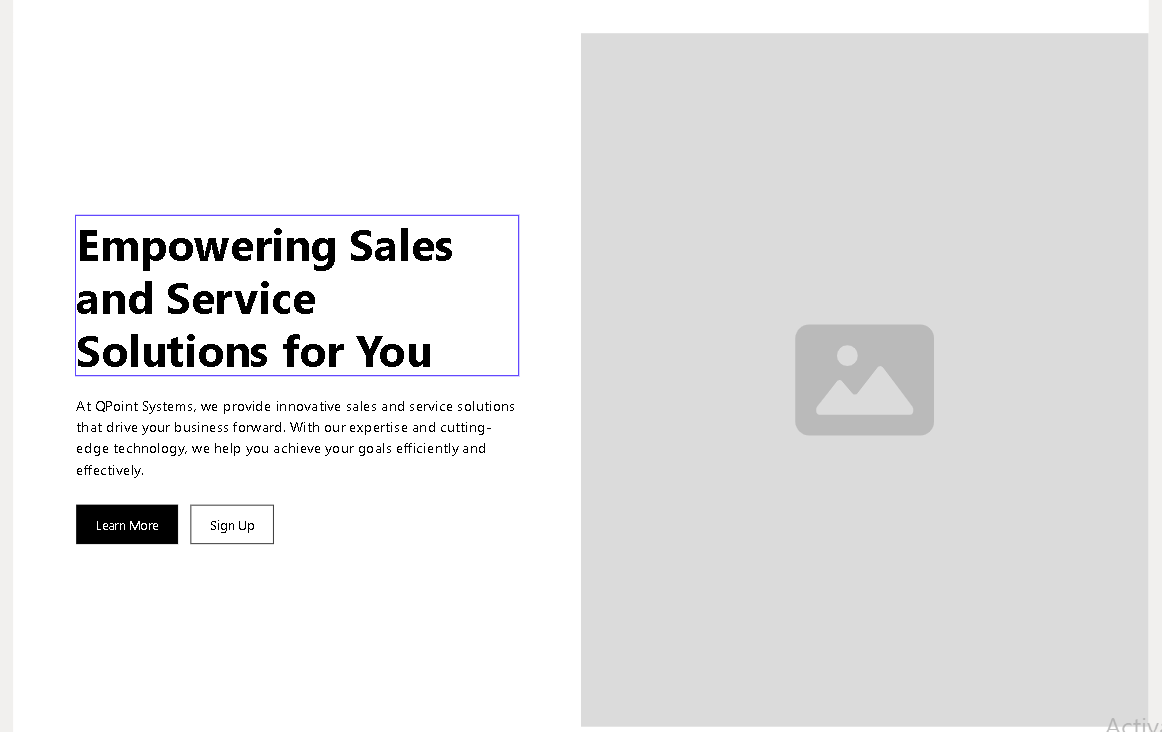 Empowering Sales
and Service
Solutions for You
At QPoint Systems, we provide innovative sales and service solutions
that drive your business forward. With our expertise and cutting-
edge technology, we help you achieve your goals efficiently and
effectively.
Learn More
Sign Up